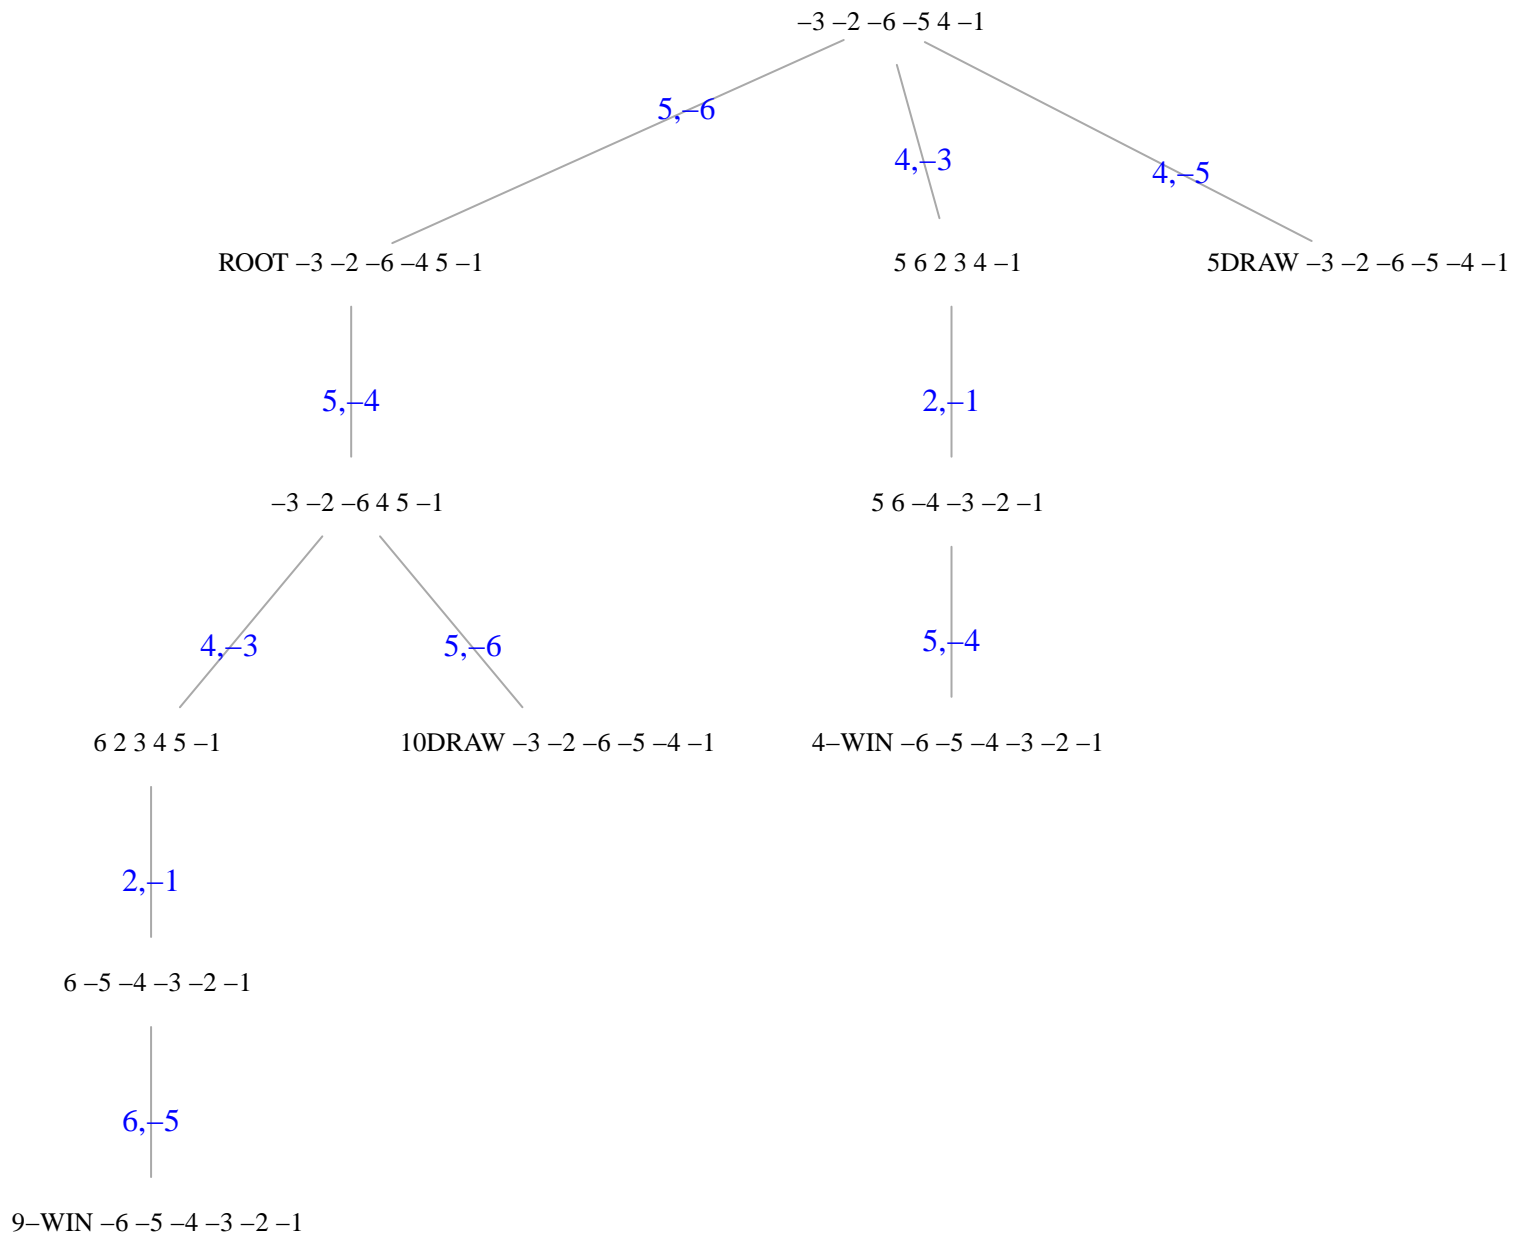 –3 –2 –6 –5 4 –1
5,–6
4,–3
4,–5
ROOT –3 –2 –6 –4 5 –1
5 6 2 3 4 –1
5DRAW –3 –2 –6 –5 –4 –1
5,–4
2,–1
–3 –2 –6 4 5 –1
5 6 –4 –3 –2 –1
4,–3
5,–6
5,–4
6 2 3 4 5 –1
10DRAW –3 –2 –6 –5 –4 –1
4–WIN –6 –5 –4 –3 –2 –1
2,–1
6 –5 –4 –3 –2 –1
6,–5
9–WIN –6 –5 –4 –3 –2 –1